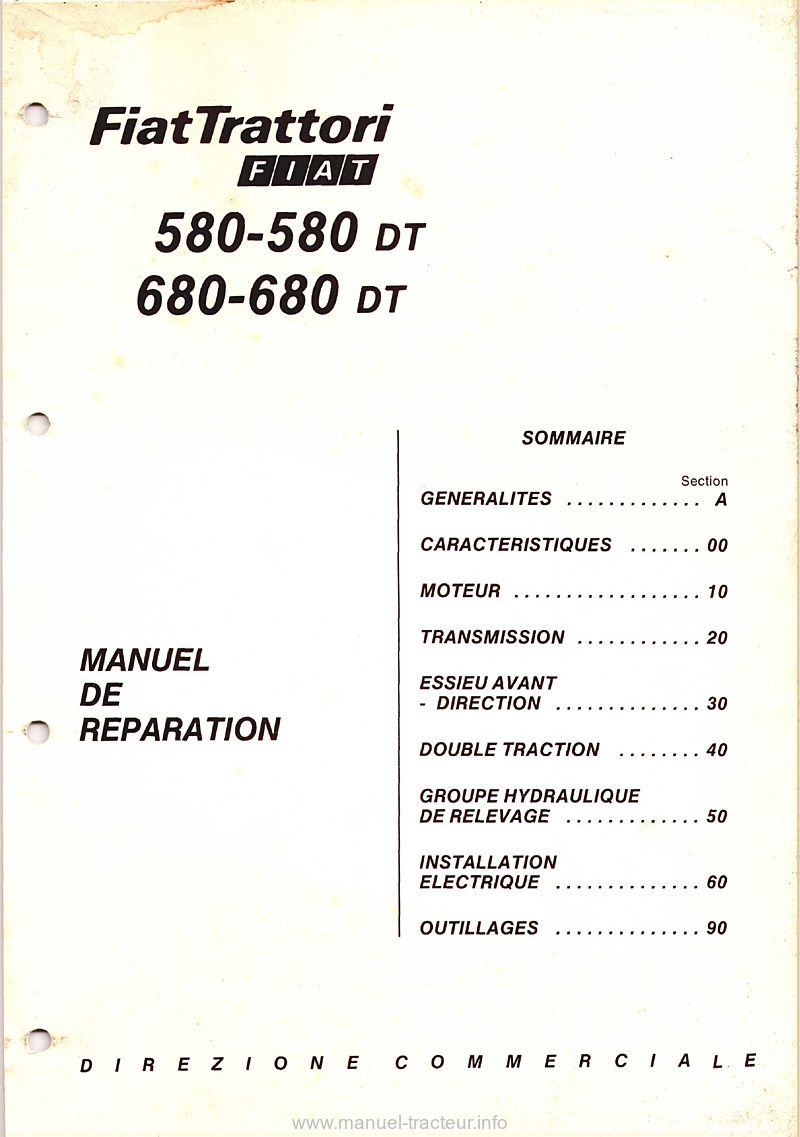 FiatTrattori
FIAT
580-580 DT
680-680 DT
MANUEL
DE
REPARATION
SOMMAIRE
Section
GENERALITES ............. A
CARACTERISTIQUES ....... 00
MOTEUR .................. 10
TRANSMISSION ............ 20
ESSIEU AVANT
- DIRECTION .............. 30
DOUBLE TRACTION ........ 40
GROUPE HYDRAULIQUE
DE RELEVAGE ............. 50
INSTALLATION
ELECTRIQUE .............. 60
OUTILLAGES .............. 90
DIREZIONE COMMERCIALE
www.manuel-tracteur.info